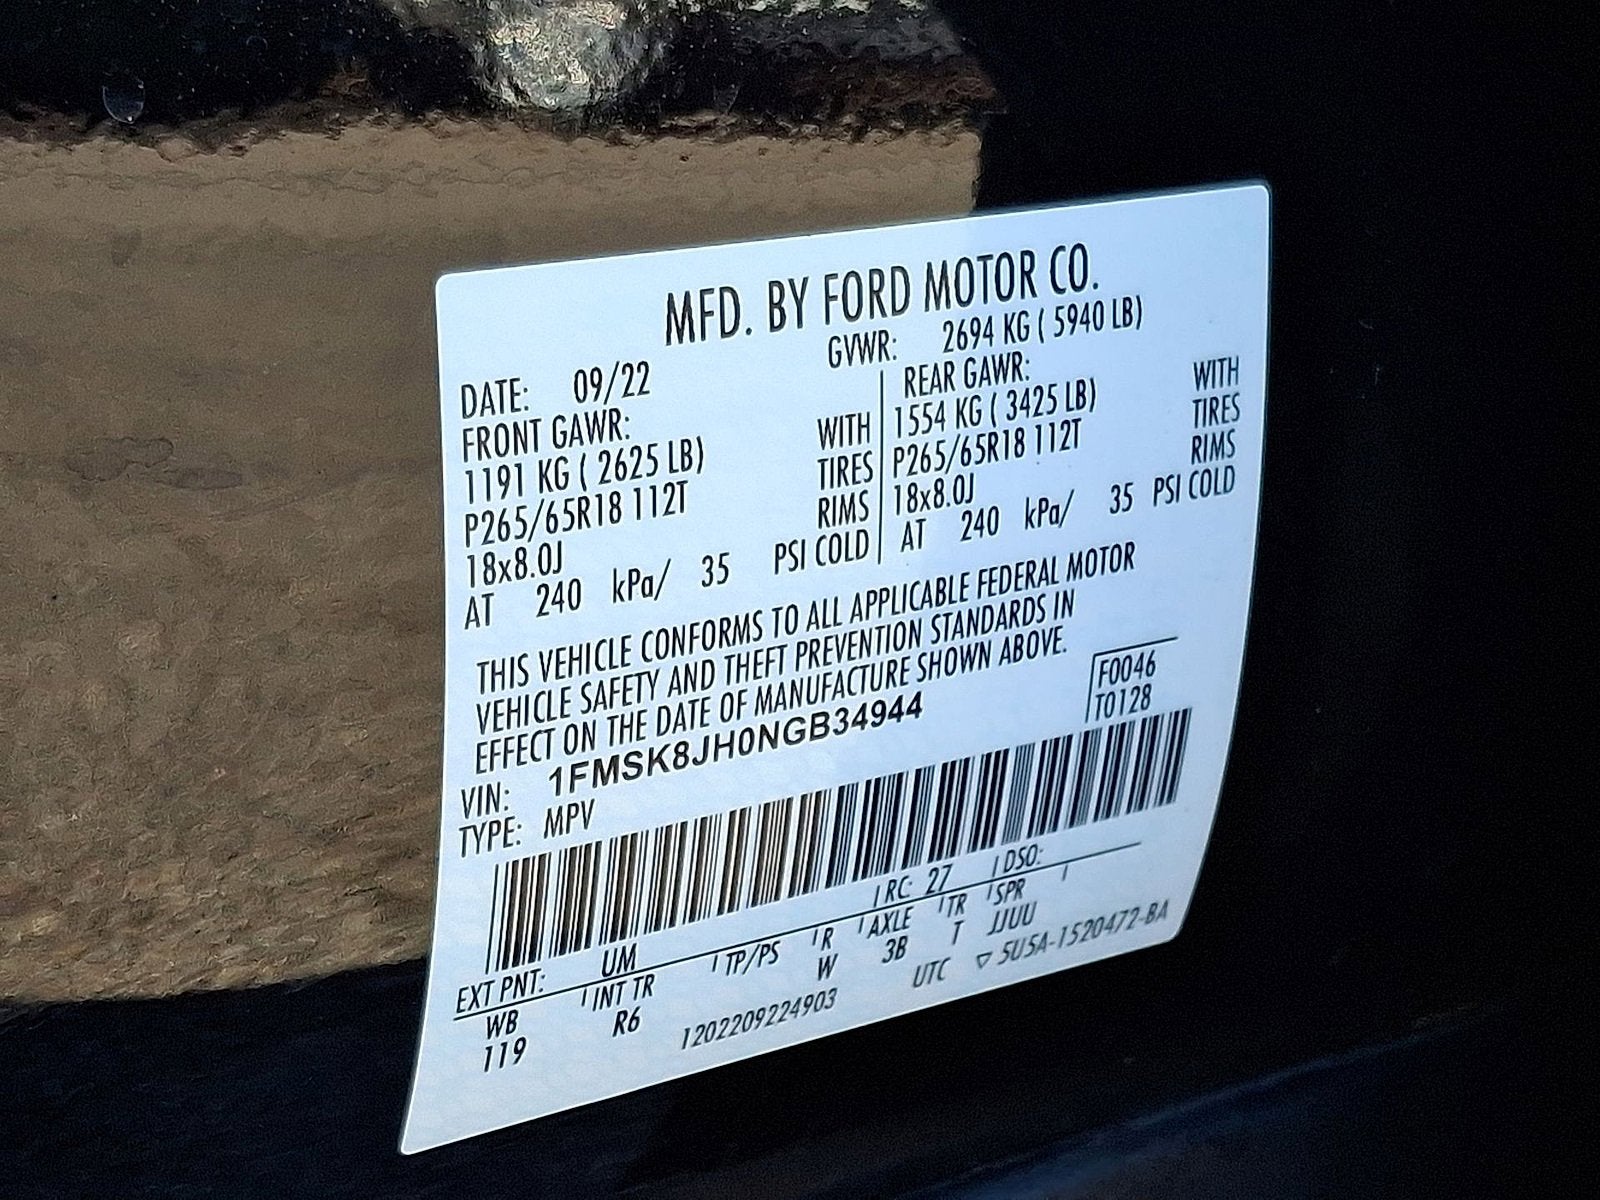 MFD. BY FORD MOTOR CO.
DATE: 09/22 GVWR: 2694 KG ( 5940 LB)
FRONT GAWR: REAR GAWR:
1191 KG ( 2625 LB) WITH 1554 KG ( 3425 LB) WITH
P265/65R18 112T TIRES P265/65R18 112T TIRES
18x8.0J RIMS 18x8.0J RIMS
AT 240 kPa/ 35 PSI COLD AT 240 kPa/ 35 PSI COLD
THIS VEHICLE CONFORMS TO ALL APPLICABLE FEDERAL MOTOR
VEHICLE SAFETY AND THEFT PREVENTION STANDARDS IN
EFFECT ON THE DATE OF MANUFACTURE SHOWN ABOVE.
F0046
T0128
VIN: 1FMSK8JH0NGB34944
TYPE: MPV
EXT PNT: UM RC: 27 DSO:
WB INT TR TP/PS R AXLE TR SPR
119 R6 W 3B T JJUU
1202209224903 UTC ▽ 5U5A-1520472-BA